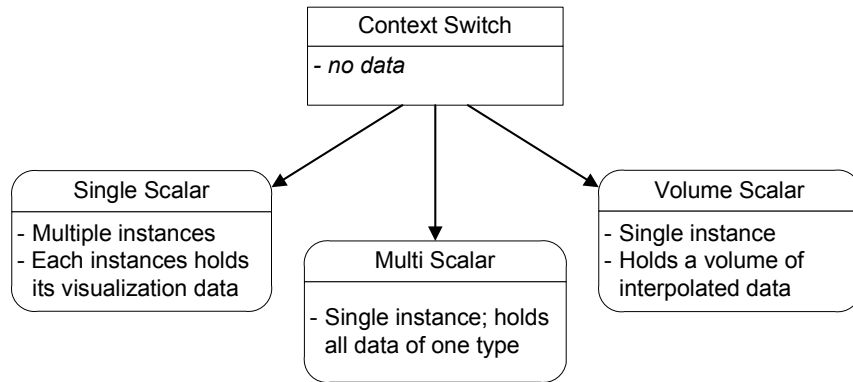 Context Switch
- no data
Single Scalar
- Multiple instances
- Each instances holds
its visualization data
Multi Scalar
- Single instance; holds
all data of one type
Volume Scalar
- Single instance
- Holds a volume of
interpolated data